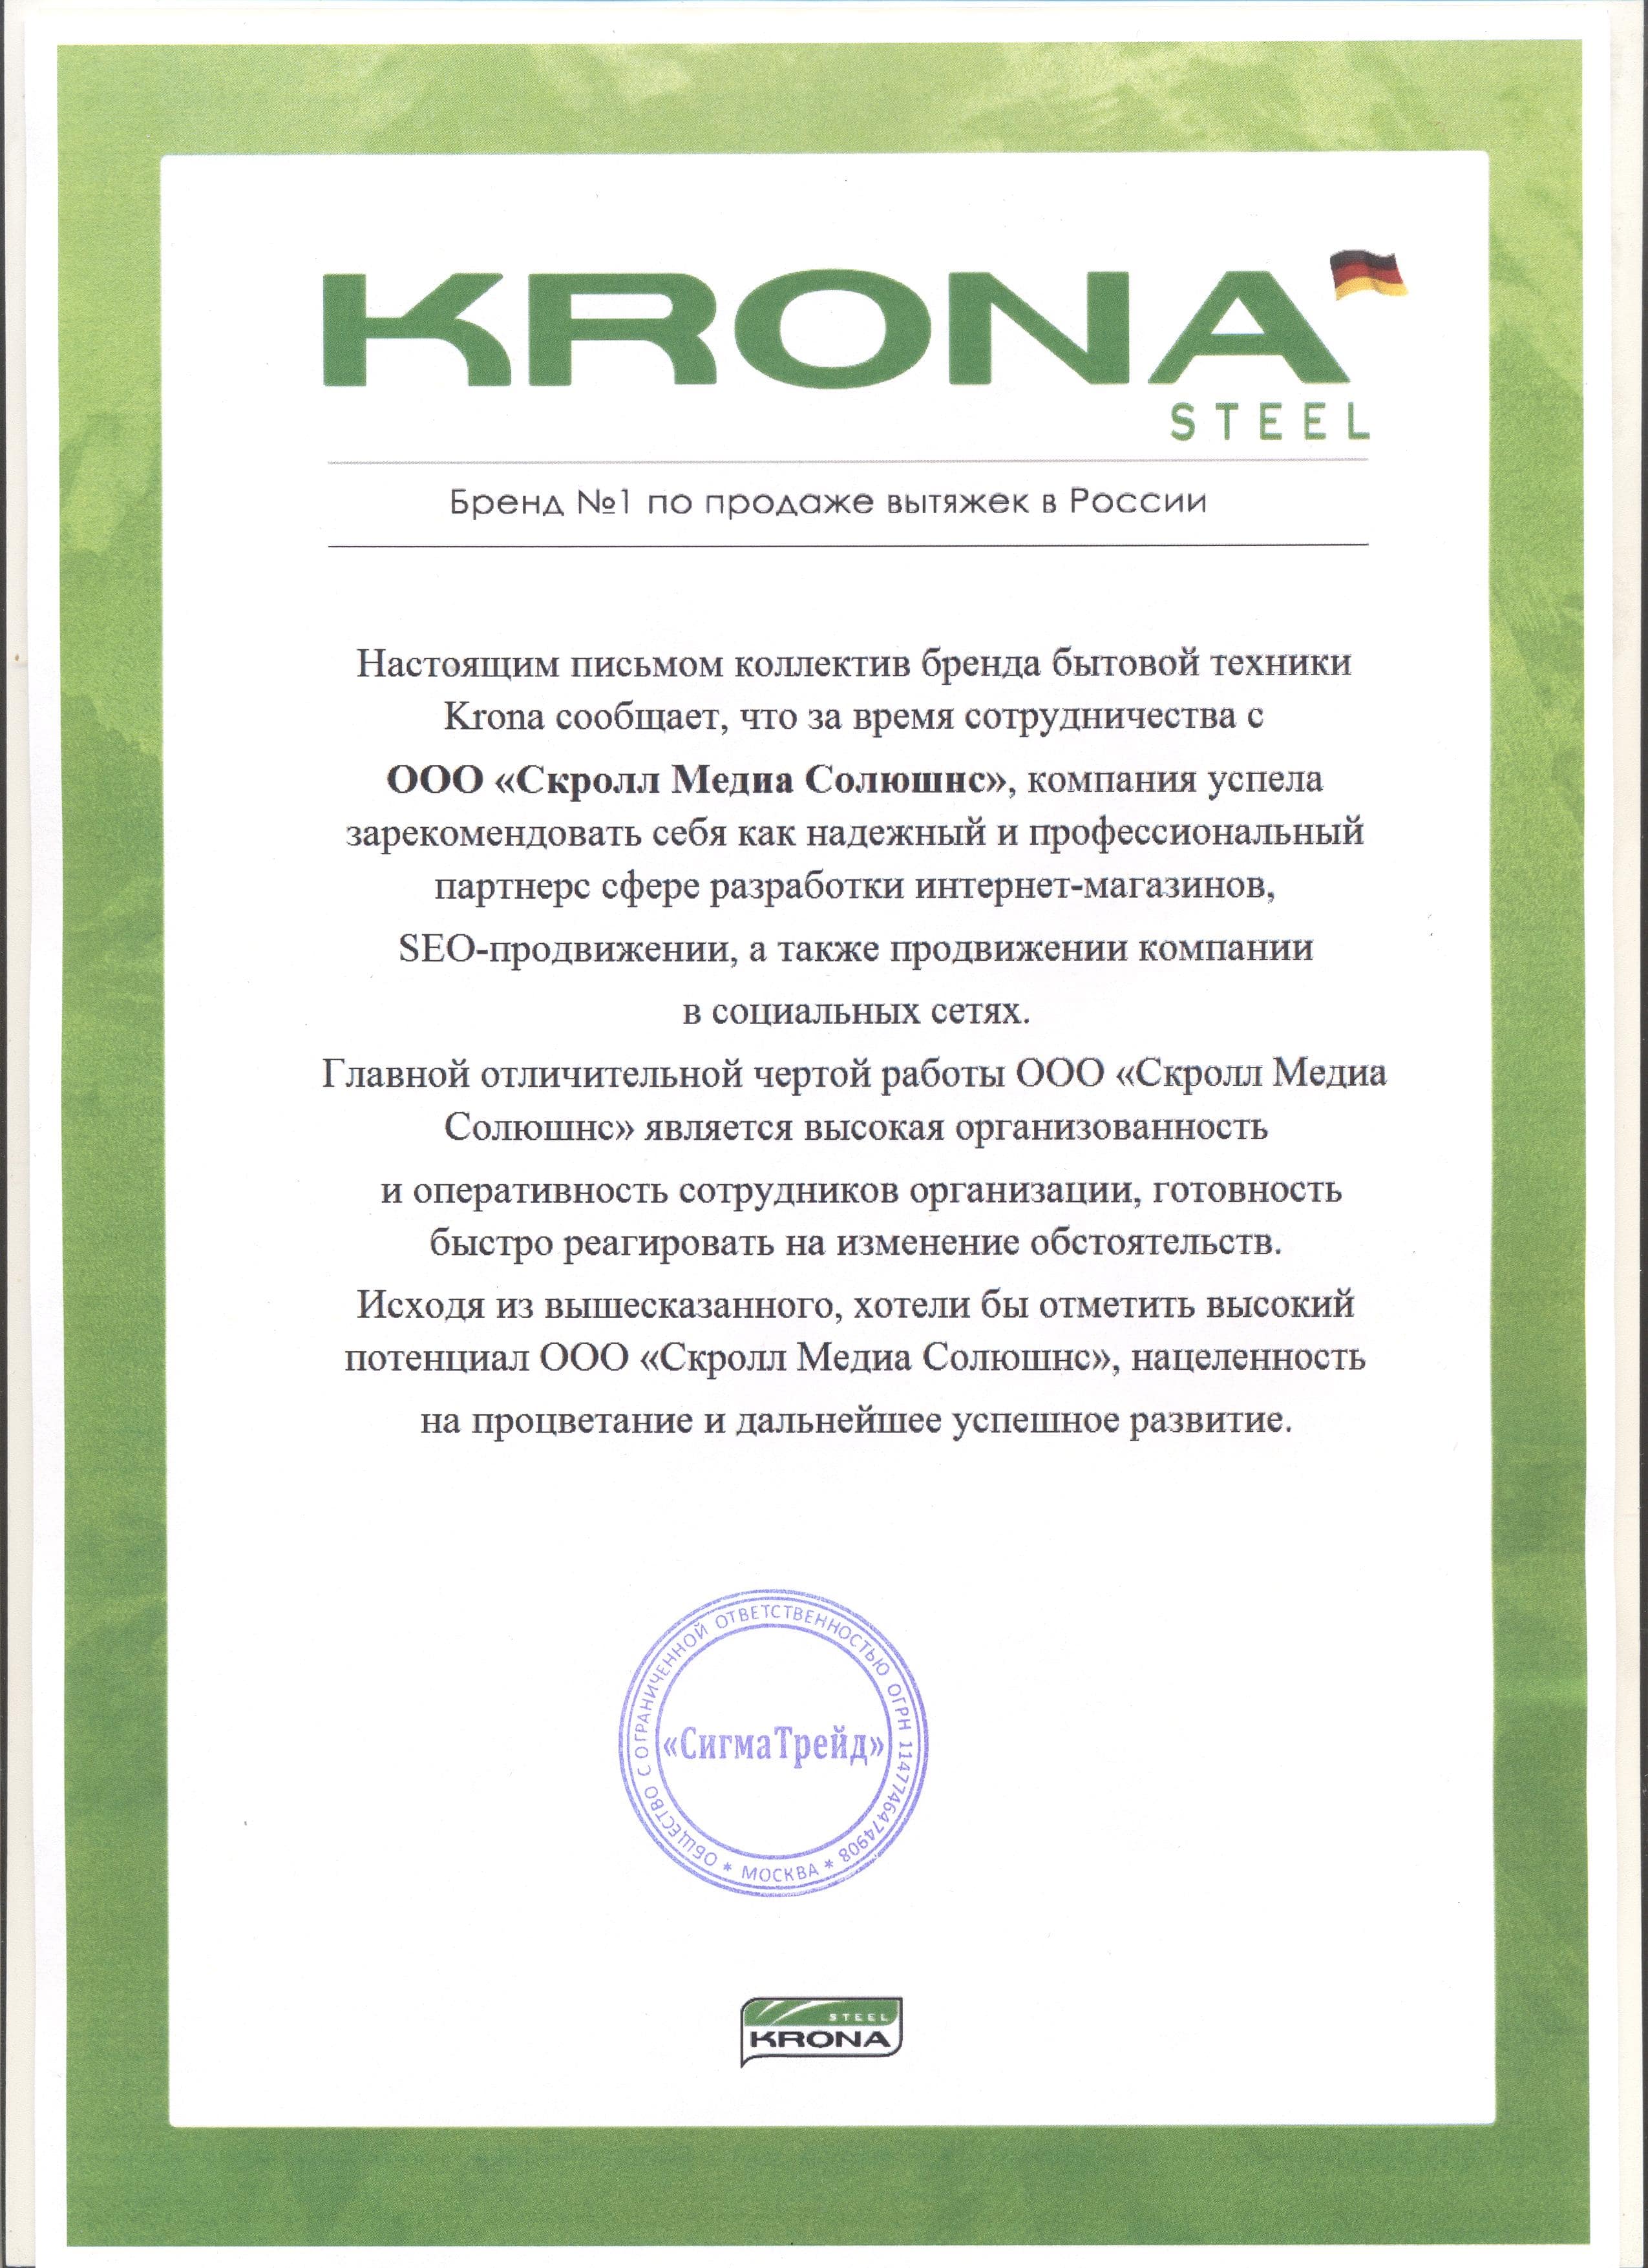 KRONA
STEEL
Бренд №1 по продаже вытяжек в России
Настоящим письмом коллектив бренда бытовой техники
Krona сообщает, что за время сотрудничества с
ООО «Скролл Медиа Солюшнс», компания успела
зарекомендовать себя как надежный и профессиональный
партнерс сфере разработки интернет-магазинов,
SEO-продвижении, а также продвижении компании
в социальных сетях.
Главной отличительной чертой работы ООО «Скролл Медиа
Солюшнс» является высокая организованность
и оперативность сотрудников организации, готовность
быстро реагировать на изменение обстоятельств.
Исходя из вышесказанного, хотели бы отметить высокий
потенциал ООО «Скролл Медиа Солюшнс», нацеленность
на процветание и дальнейшее успешное развитие.
ОБЩЕСТВО С ОГРАНИЧЕННОЙ ОТВЕТСТВЕННОСТЬЮ ОГРН 1147746474908
«СигмаТрейд»
* МОСКВА *
STEEL
KRONA